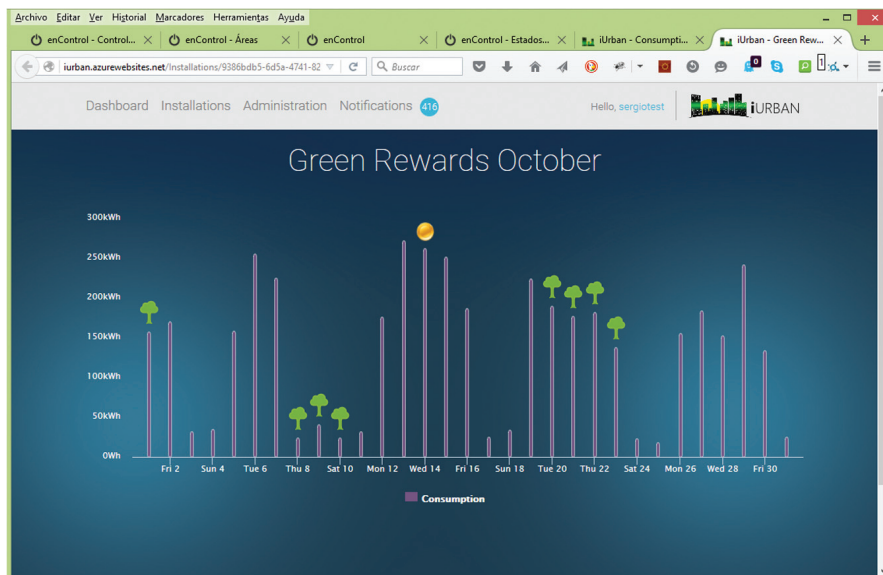 Archivo Editar Ver Historial Marcadores Herramientas Ayuda
enControl - Control... enControl - Áreas enControl enControl - Estados... iUrban - Consumpti... iUrban - Green Rew...
iurban.azurewebsites.net/Installations/9386bdb5-6d5a-4741-82 Buscar 0 1
Dashboard Installations Administration Notifications 416 Hello, sergiotest iURBAN
Green Rewards October
300kWh
250kWh
200kWh
150kWh
100kWh
50kWh
0Wh
Fri 2 Sun 4 Tue 6 Thu 8 Sat 10 Mon 12 Wed 14 Fri 16 Sun 18 Tue 20 Thu 22 Sat 24 Mon 26 Wed 28 Fri 30
Consumption